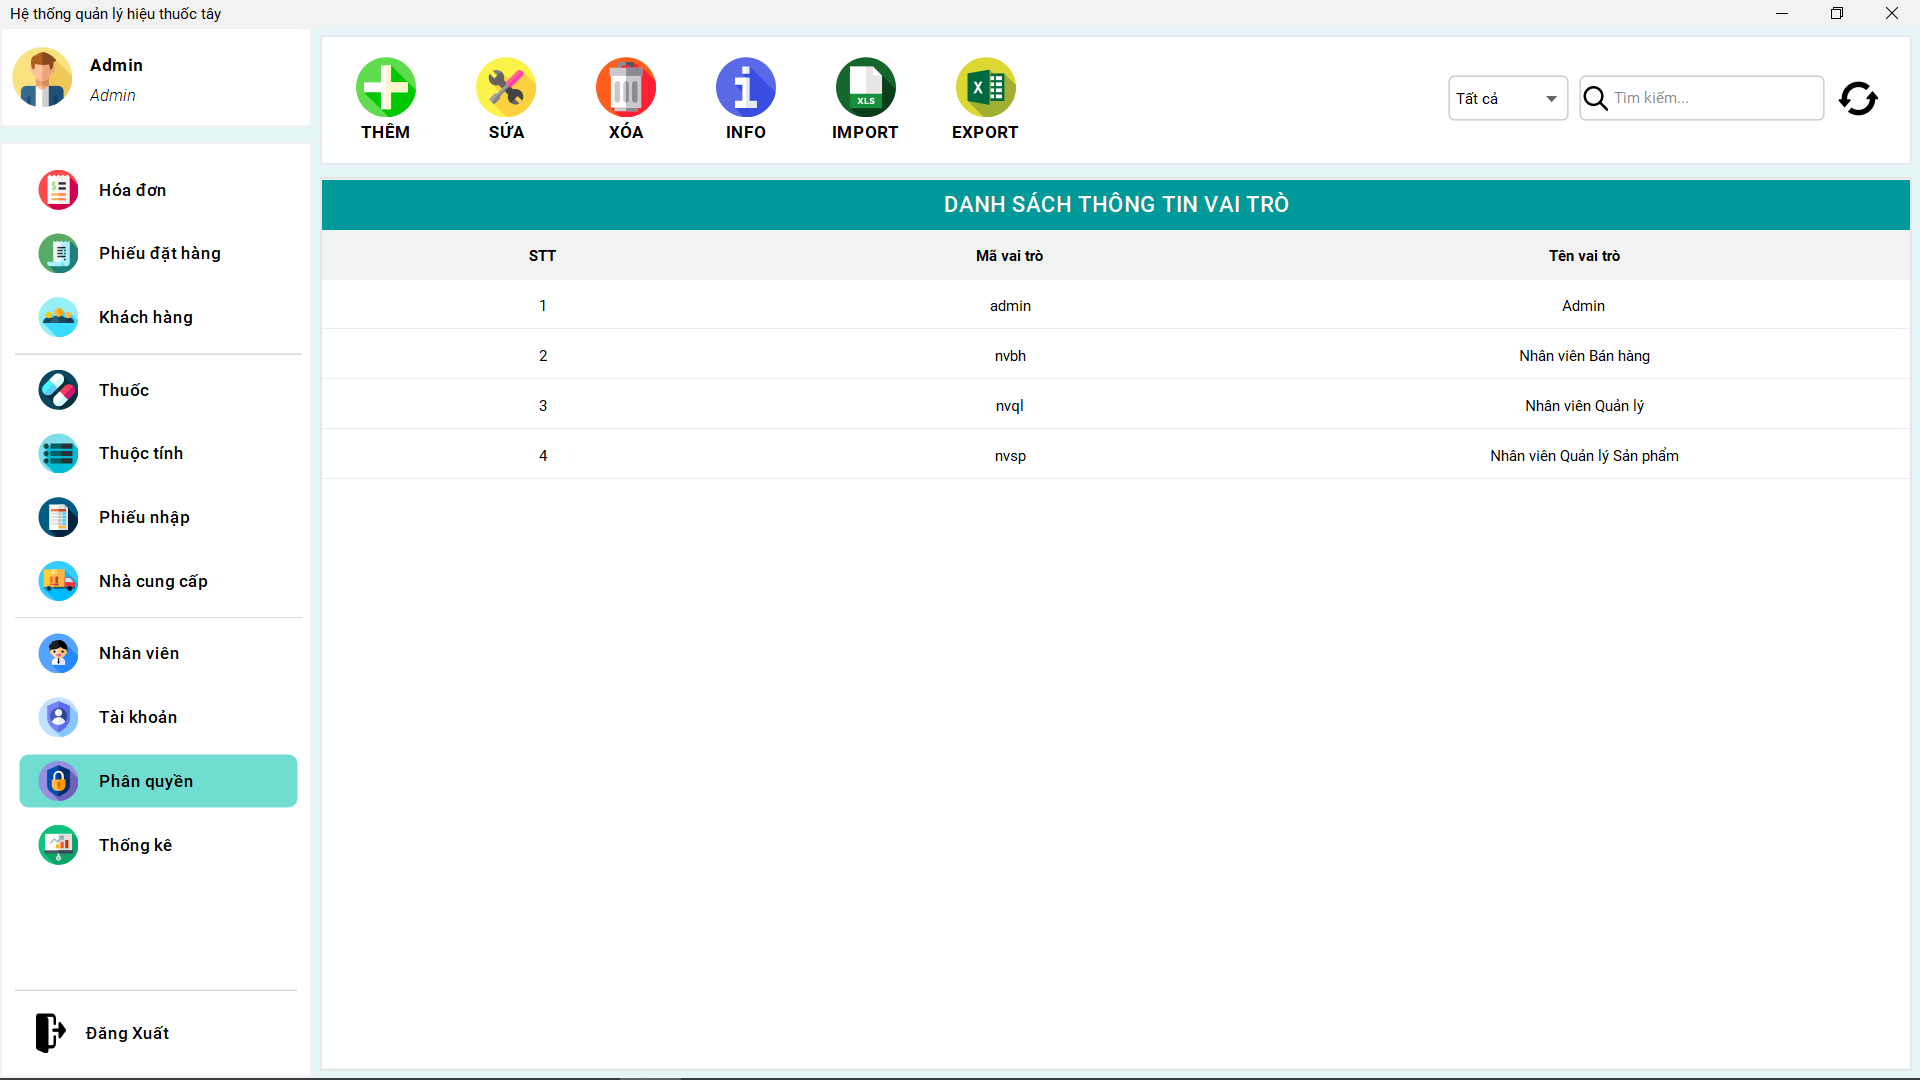 Hệ thống quản lý hiệu thuốc tây
Admin
Admin
Hóa đơn
Phiếu đặt hàng
Khách hàng
Thuốc
Thuộc tính
Phiếu nhập
Nhà cung cấp
Nhân viên
Tài khoản
Phân quyền
Thống kê
Đăng Xuất
THÊM SỬA XÓA INFO IMPORT EXPORT
XLS
X
Tất cả
Tìm kiếm...
DANH SÁCH THÔNG TIN VAI TRÒ
STT Mã vai trò Tên vai trò
1 admin Admin
2 nvbh Nhân viên Bán hàng
3 nvql Nhân viên Quản lý
4 nvsp Nhân viên Quản lý Sản phẩm